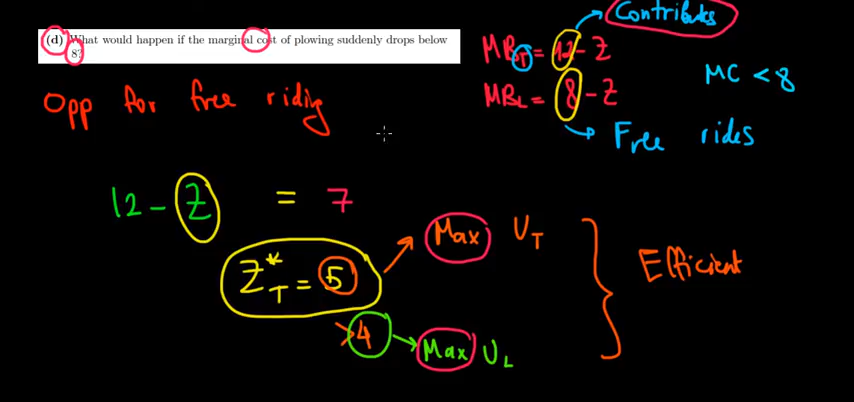 (d) What would happen if the marginal cost of plowing suddenly drops below
8?
Contributes
MB_T = 12 - Z
MB_L = 8 - Z
MC < 8
Free rides
Opp for free riding
12 - Z = 7
Z*_T = 5
Max U_T
4
Max U_L
Efficient